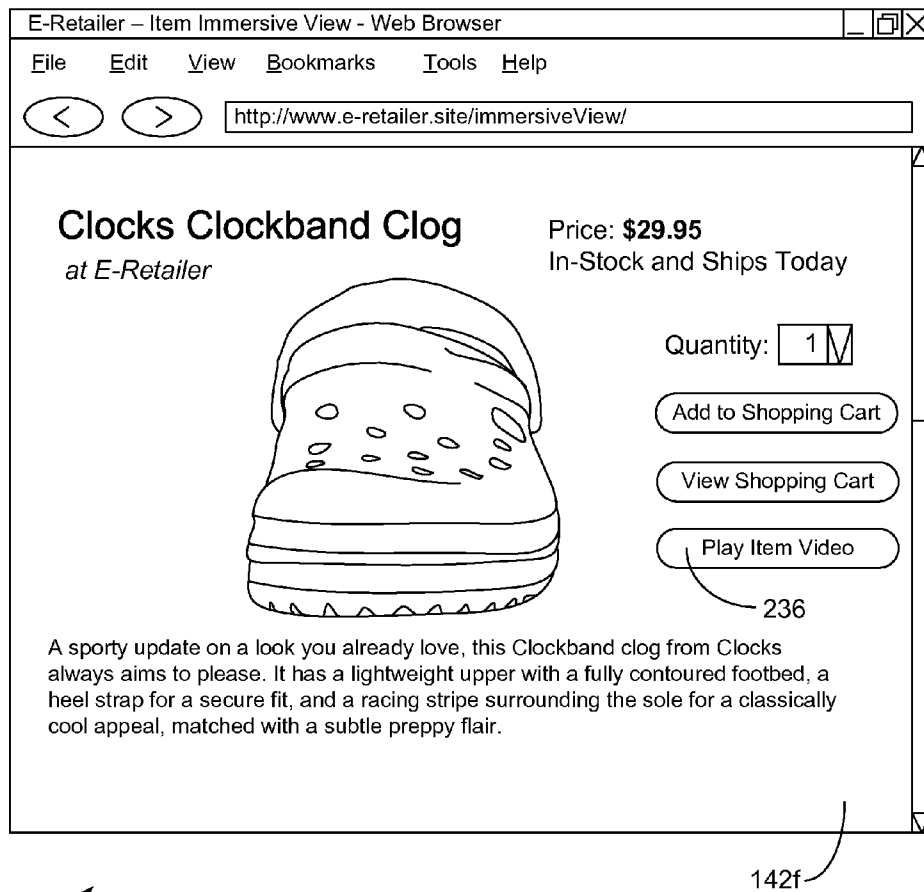 E-Retailer – Item Immersive View - Web Browser
File Edit View Bookmarks Tools Help
< > http://www.e-retailer.site/immersiveView/
Clocks Clockband Clog
at E-Retailer
Price: $29.95
In-Stock and Ships Today
Quantity: 1
Add to Shopping Cart
View Shopping Cart
Play Item Video
236
A sporty update on a look you already love, this Clockband clog from Clocks
always aims to please. It has a lightweight upper with a fully contoured footbed, a
heel strap for a secure fit, and a racing stripe surrounding the sole for a classically
cool appeal, matched with a subtle preppy flair.
142f